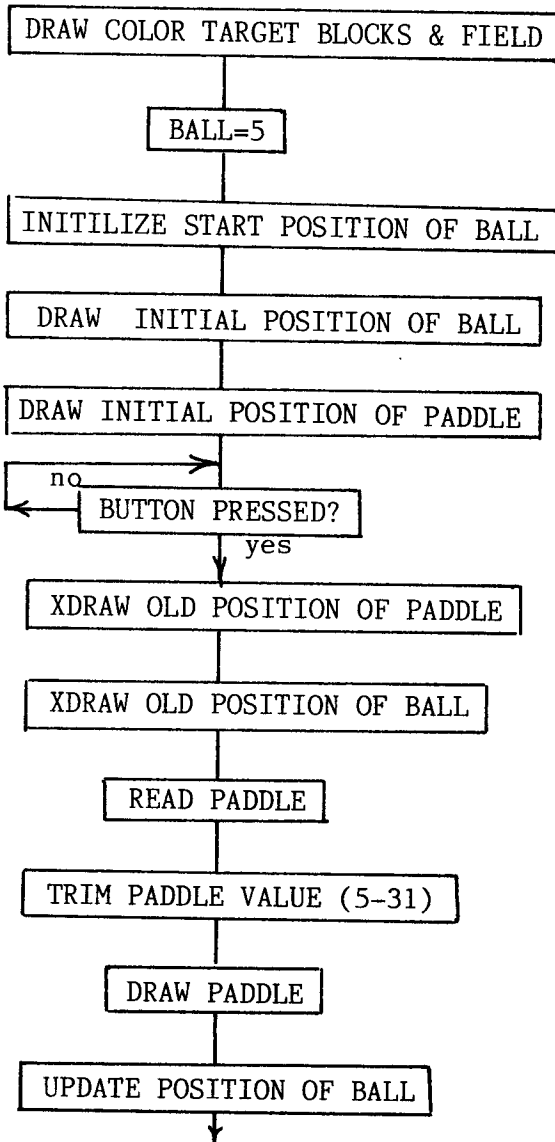 DRAW COLOR TARGET BLOCKS & FIELD
BALL=5
INITILIZE START POSITION OF BALL
DRAW INITIAL POSITION OF BALL
DRAW INITIAL POSITION OF PADDLE
no
BUTTON PRESSED?
yes
XDRAW OLD POSITION OF PADDLE
XDRAW OLD POSITION OF BALL
READ PADDLE
TRIM PADDLE VALUE (5-31)
DRAW PADDLE
UPDATE POSITION OF BALL